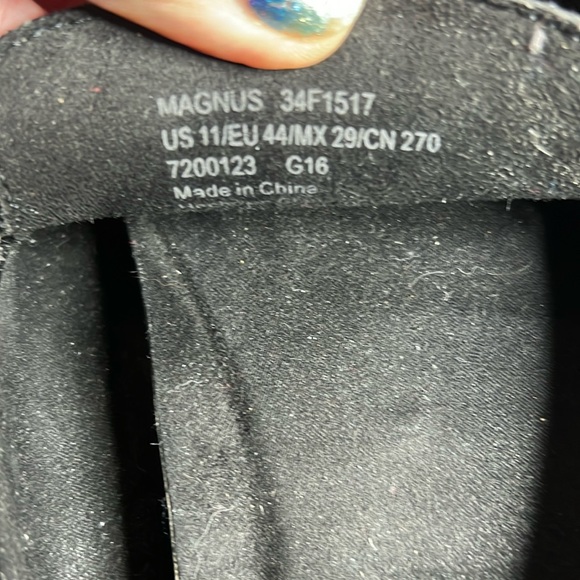 MAGNUS 34F1517
US 11/EU 44/MX 29/CN 270
7200123 G16
Made in China